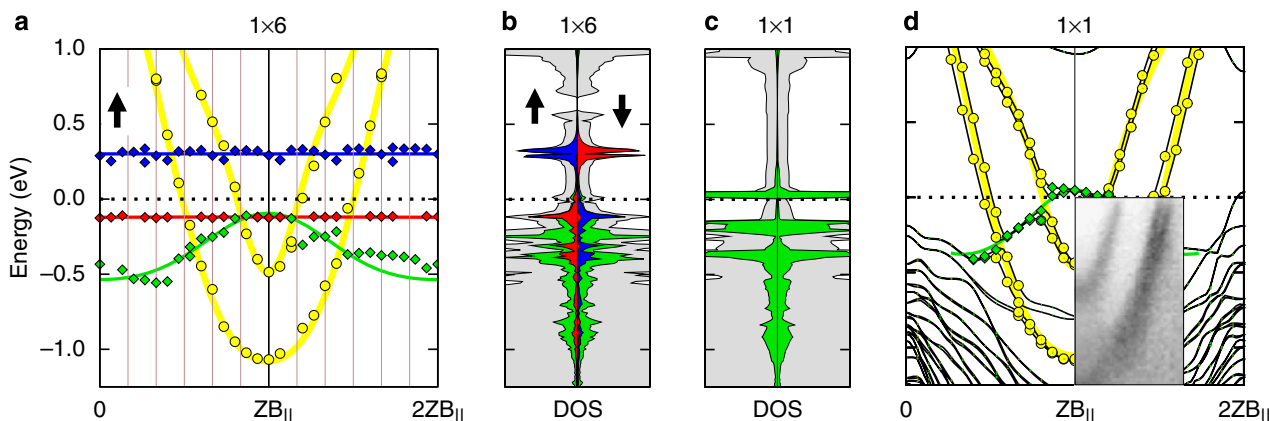 a
1×6
b
1×6
c
1×1
d
1×1
Energy (eV)
1.0
0.5
0.0
−0.5
−1.0
0
ZB||
2ZB||
DOS
DOS
0
ZB||
2ZB||